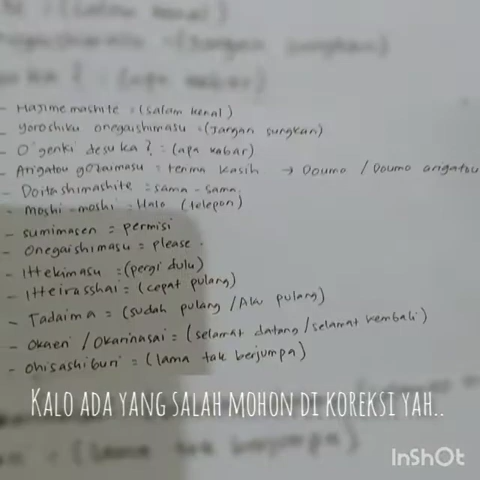 - Hajime mashite = (salam kenal)
- yoroshiku onegaishimasu = (Jangan sungkan)
- O'genki desuka ? = (apa kabar)
- Arigatou gozaimasu = terima kasih → Doumo / Doumo arigatou
- Doitashimashite = sama - sama.
- Moshi - moshi = Halo (telepon)
- sumimasen = permisi
- Onegaishimasu = please.
- Ittekimasu = (pergi dulu)
- Itteirasshai = (cepat pulang)
- Tadaima = (sudah pulang / Aku pulang)
- Okaeri / Okarinasai = (selamat datang / selamat kembali)
- Ohisashiburi = (lama tak berjumpa)
Kalo ada yang salah mohon di koreksi yah..
InShOt